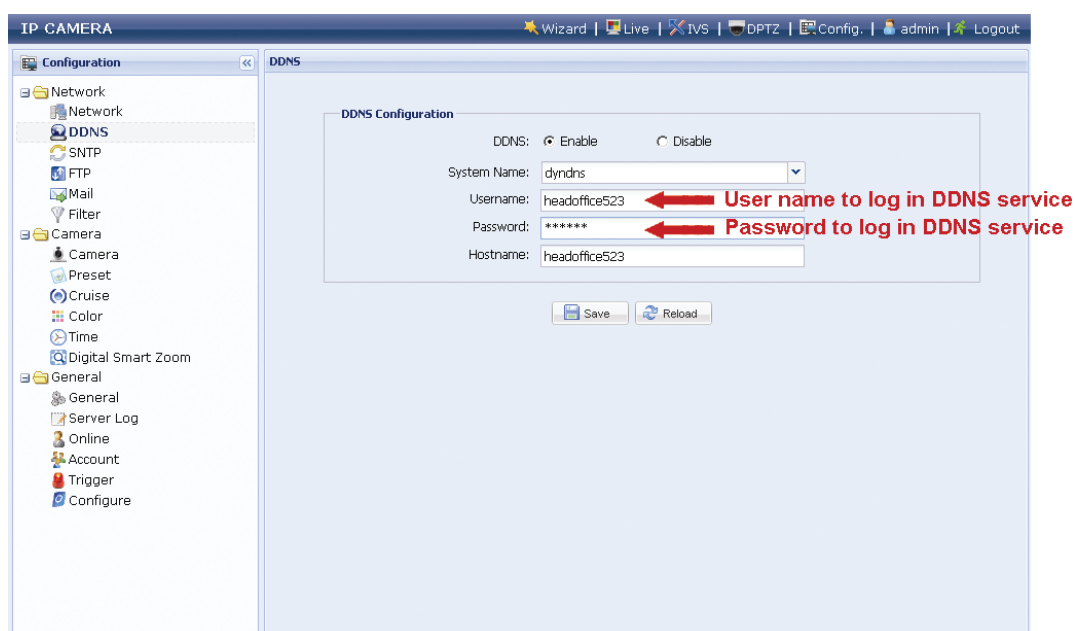 IP CAMERA Wizard | Live | IVS | DPTZ | Config. | admin | Logout
Configuration
Network
Network
DDNS
SNTP
FTP
Mail
Filter
Camera
Camera
Preset
Cruise
Color
Time
Digital Smart Zoom
General
General
Server Log
Online
Account
Trigger
Configure
DDNS
DDNS Configuration
DDNS: Enable Disable
System Name: dyndns
Username: headoffice523 User name to log in DDNS service
Password: ****** Password to log in DDNS service
Hostname: headoffice523
Save Reload